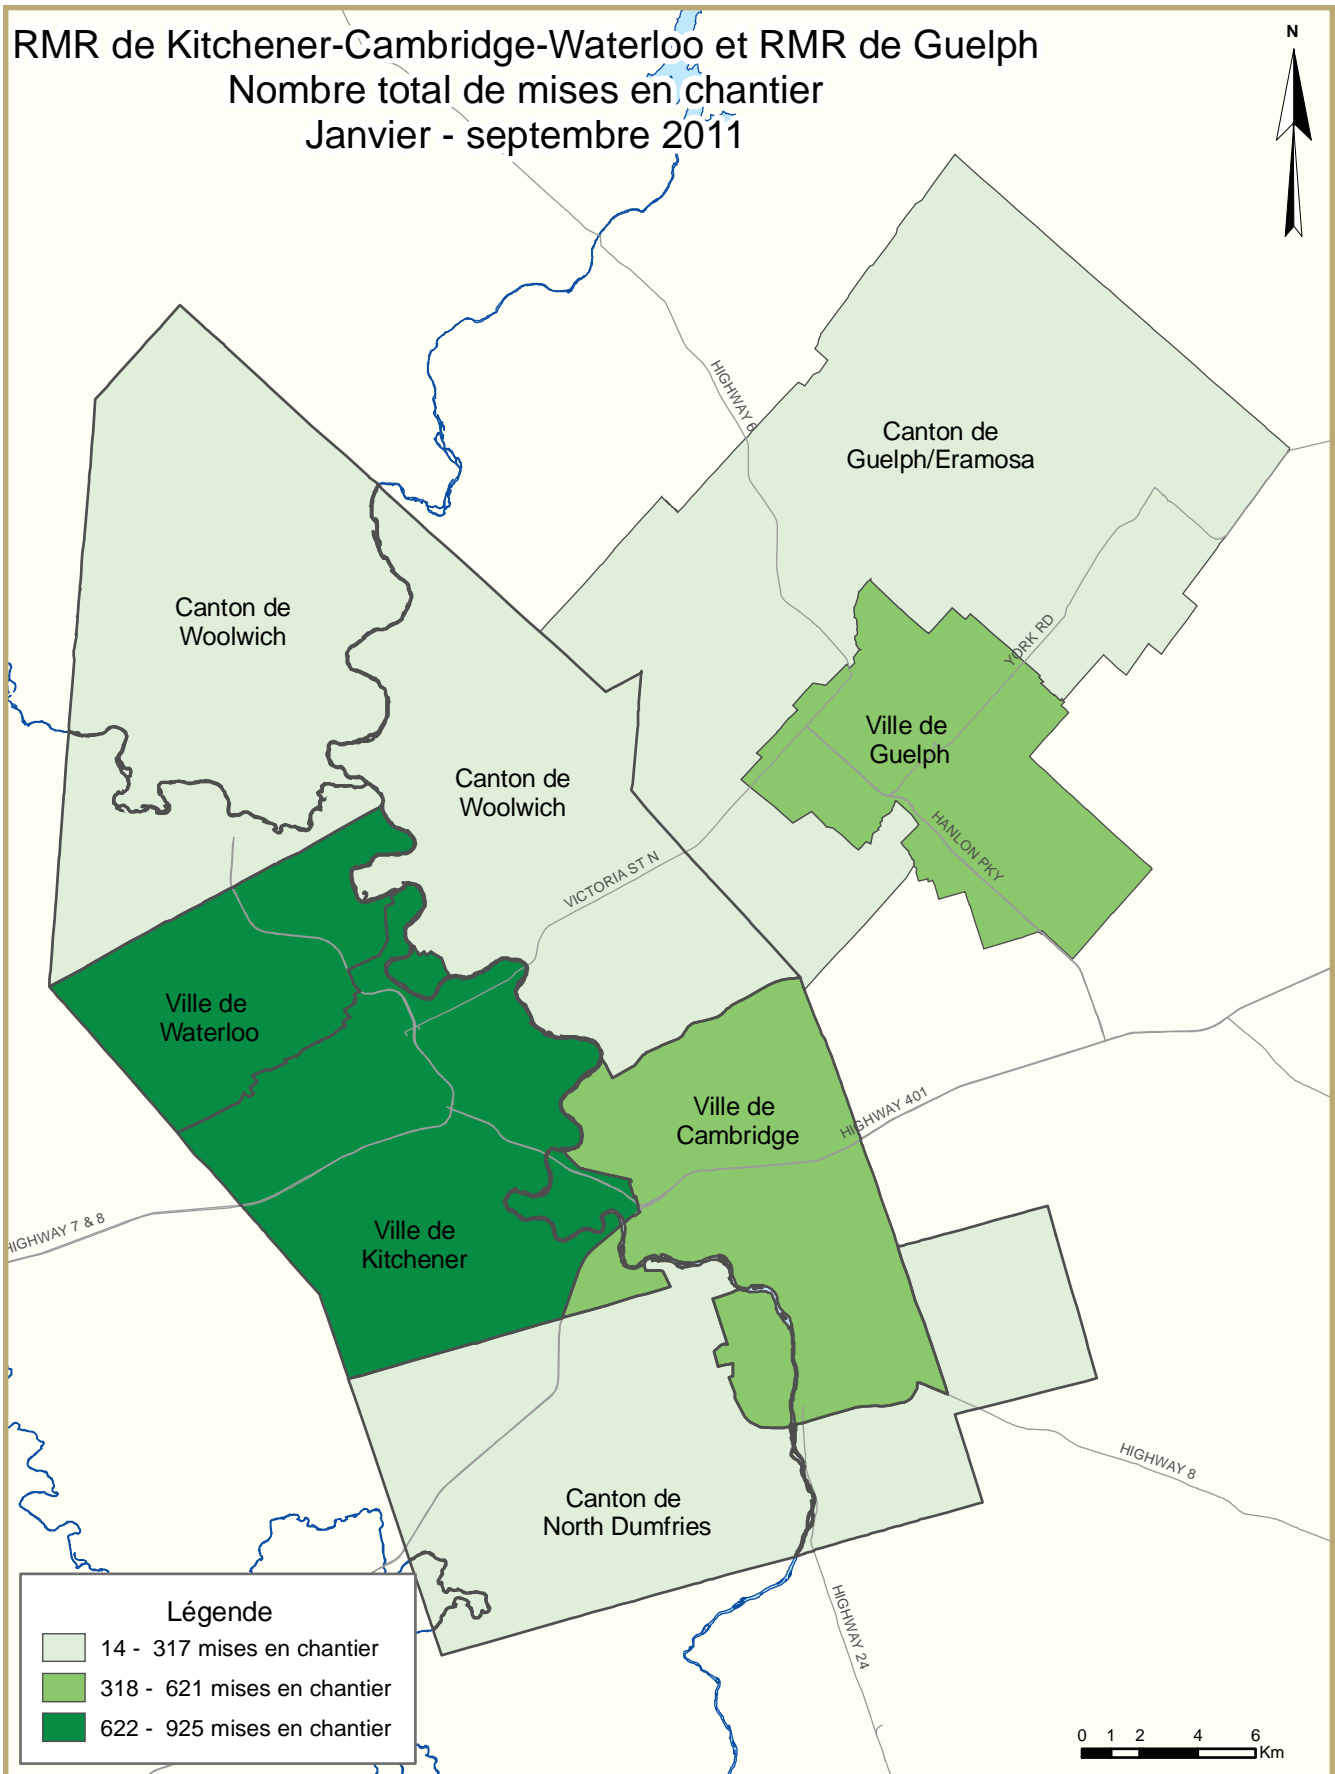 RMR de Kitchener-Cambridge-Waterloo et RMR de Guelph
Nombre total de mises en chantier
Janvier - septembre 2011
N
HIGHWAY 6
Canton de
Guelph/Eramosa
Canton de
Woolwich
YORK RD
Ville de
Guelph
Canton de
Woolwich
HANLON PKY
VICTORIA ST N
Ville de
Waterloo
Ville de
Cambridge
HIGHWAY 401
HIGHWAY 7 & 8
Ville de
Kitchener
HIGHWAY 8
Canton de
North Dumfries
HIGHWAY 24
Légende
14 - 317 mises en chantier
318 - 621 mises en chantier
622 - 925 mises en chantier
0 1 2 4 6
Km